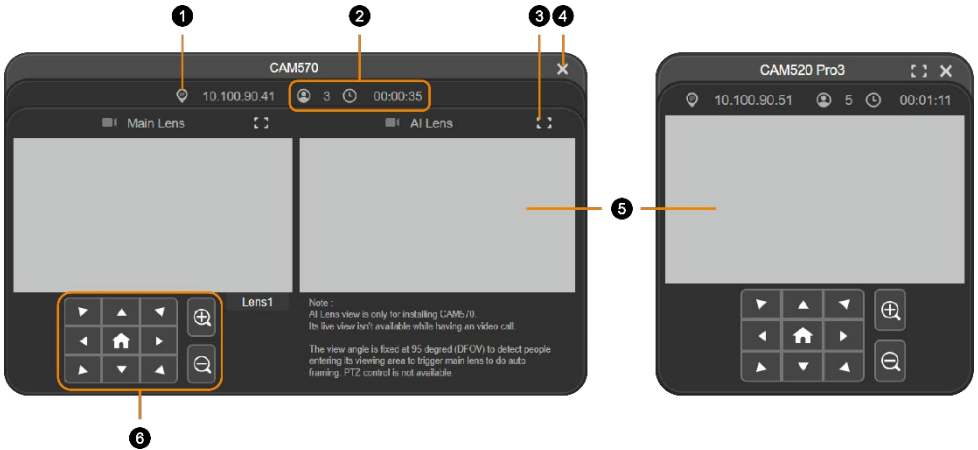 1
2
3
4
CAM570
10.100.90.41
3
00:00:35
Main Lens
AI Lens
Lens1
Note :
AI Lens view is only for installing CAM570.
Its live view isn't available while having an video call.
The view angle is fixed at 95 degred (DFOV) to detect people
entering its viewing area to trigger main lens to do auto
framing. PTZ control is not available
5
6
CAM520 Pro3
10.100.90.51
5
00:01:11